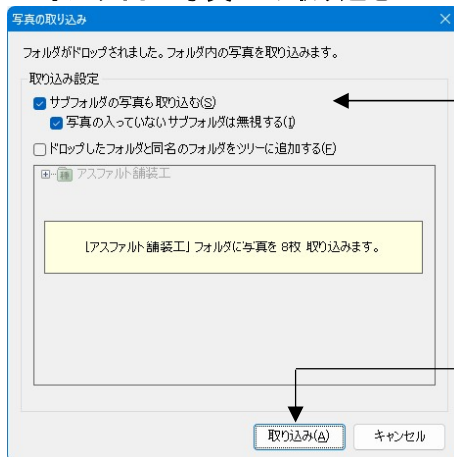 写真の取り込み
フォルダがドロップされました。フォルダ内の写真を取り込みます。
取り込み設定
サブフォルダの写真も取り込む(S)
写真の入っていないサブフォルダは無視する(I)
ドロップしたフォルダと同名のフォルダをツリーに追加する(F)
種 アスファルト舗装工
[アスファルト舗装工] フォルダに写真を 8枚 取り込みます。
取り込み(A) キャンセル